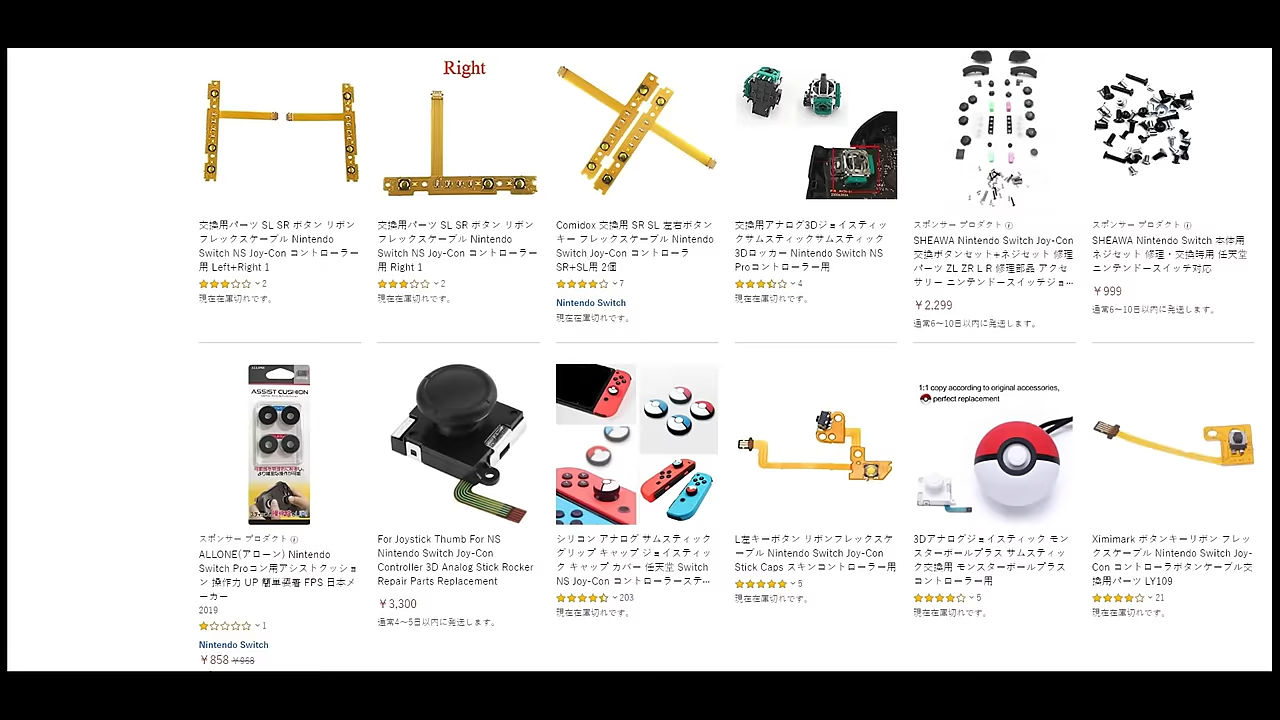 Right
交換用パーツ SL SR ボタン リボン
フレックスケーブル Nintendo
Switch NS Joy-Con コントローラー
用 Left+Right 1
2
現在在庫切れです。
交換用パーツ SL SR ボタン リボン
フレックスケーブル Nintendo
Switch NS Joy-Con コントローラー
用 Right 1
2
現在在庫切れです。
Comidox 交換用 SR SL 左右ボタン
キー フレックスケーブル Nintendo
Switch NS Joy-Con コントローラ
SR+SL用 2個
7
Nintendo Switch
現在在庫切れです。
交換用アナログ3Dジョイスティッ
クサムスティックサムスティック
3Dロッカー Nintendo Switch NS
Proコントローラー用
4
現在在庫切れです。
スポンサー プロダクト
SHEAWA Nintendo Switch Joy-Con
交換ボタンセット+ネジセット 修理
パーツ ZL ZR L R 修理部品 アクセ
サリー ニンテンドースイッチジョ…
￥2,299
通常6～10日以内に発送します。
スポンサー プロダクト
SHEAWA Nintendo Switch 本体用
ネジセット 修理・交換時用 任天堂
ニンテンドースイッチ対応
￥999
通常6～10日以内に発送します。
ASSIST CUSHION
スポンサー プロダクト
ALLONE(アローン) Nintendo
Switch Proコン用アシストクッショ
ン 操作力 UP 簡単装着 FPS 日本メ
ーカー
2019
1
Nintendo Switch
￥858 ￥968
For Joystick Thumb For NS
Nintendo Switch Joy-Con
Controller 3D Analog Stick Rocker
Repair Parts Replacement
￥3,300
通常4～5日以内に発送します。
シリコン アナログ サムスティック
グリップ キャップ ジョイスティッ
ク キャップ カバー 任天堂 Switch
NS Joy-Con コントローラーステ…
203
現在在庫切れです。
L左キーボタン リボンフレックスケ
ーブル Nintendo Switch Joy-Con
Stick Caps スキンコントローラー用
5
現在在庫切れです。
1:1 copy according to original accessories,
perfect replacement
3Dアナログジョイスティック モン
スターボールプラス サムスティッ
ク交換用 モンスターボールプラス
コントローラー用
5
現在在庫切れです。
Ximimark ボタンキーリボン フレッ
クスケーブル Nintendo Switch Joy-
Con コントローラボタンケーブル交
換用パーツ LY109
21
現在在庫切れです。